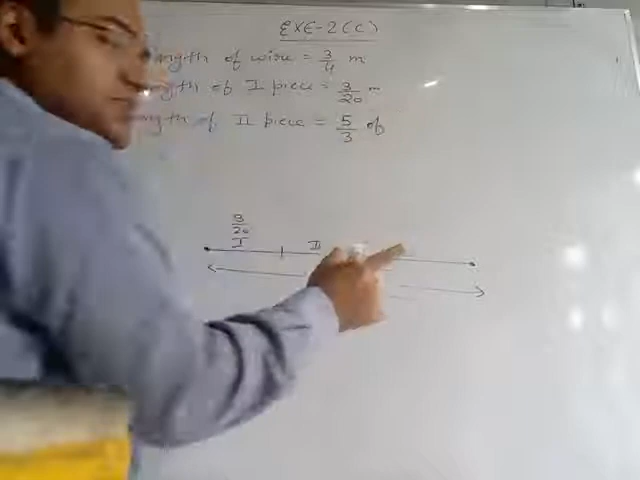 EXE-2(C)
ngth of wire = 3/4 m
ngth of I piece = 3/20 m
ngth of II piece = 5/3 of
3/20
I II